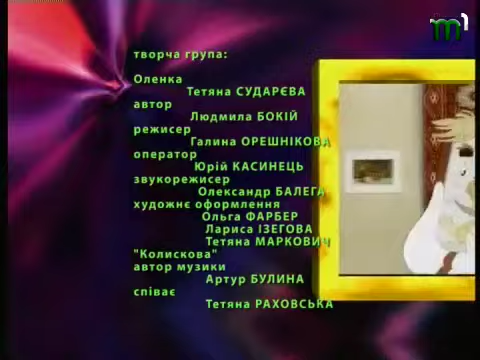 m1
творча група:
Оленка
Тетяна СУДАРЄВА
автор
Людмила БОКІЙ
режисер
Галина ОРЕШНІКОВА
оператор
Юрій КАСИНЕЦЬ
звукорежисер
Олександр БАЛЕГА
художнє оформлення
Ольга ФАРБЕР
Лариса ІЗЕГОВА
Тетяна МАРКОВИЧ
"Колискова"
автор музики
Артур БУЛИНА
співає
Тетяна РАХОВСЬКА